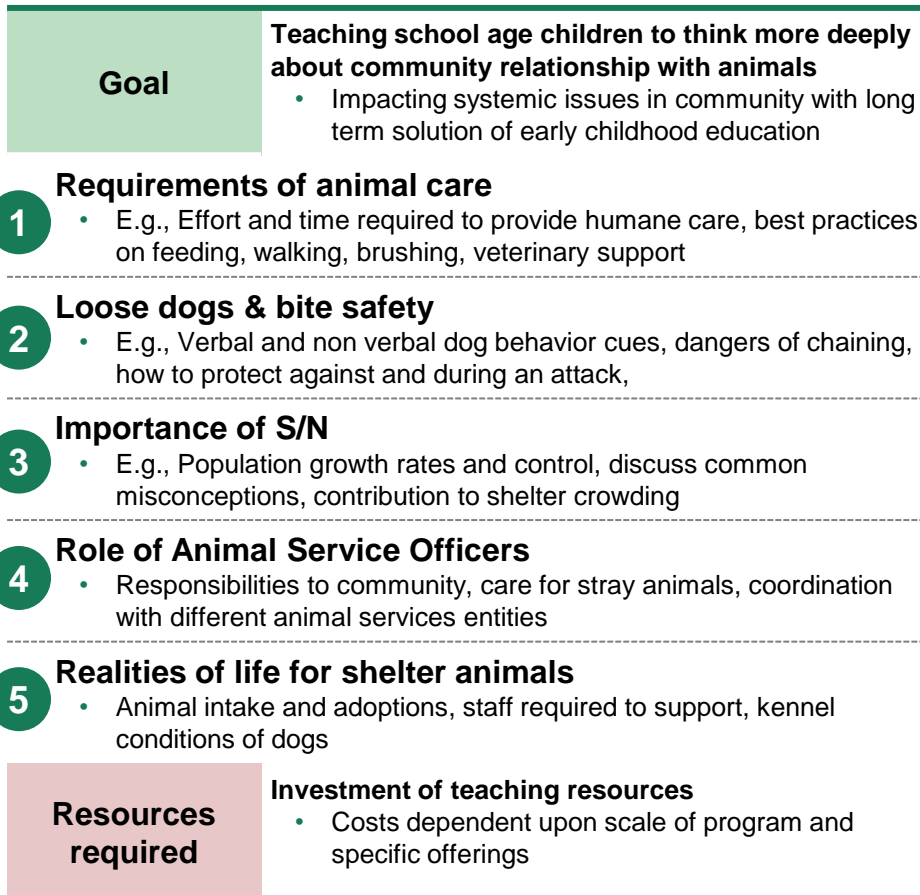 Goal
Teaching school age children to think more deeply
about community relationship with animals
• Impacting systemic issues in community with long
term solution of early childhood education
Requirements of animal care
1
• E.g., Effort and time required to provide humane care, best practices
on feeding, walking, brushing, veterinary support
Loose dogs & bite safety
2
• E.g., Verbal and non verbal dog behavior cues, dangers of chaining,
how to protect against and during an attack,
Importance of S/N
3
• E.g., Population growth rates and control, discuss common
misconceptions, contribution to shelter crowding
Role of Animal Service Officers
4
• Responsibilities to community, care for stray animals, coordination
with different animal services entities
Realities of life for shelter animals
5
• Animal intake and adoptions, staff required to support, kennel
conditions of dogs
Resources
required
Investment of teaching resources
• Costs dependent upon scale of program and
specific offerings